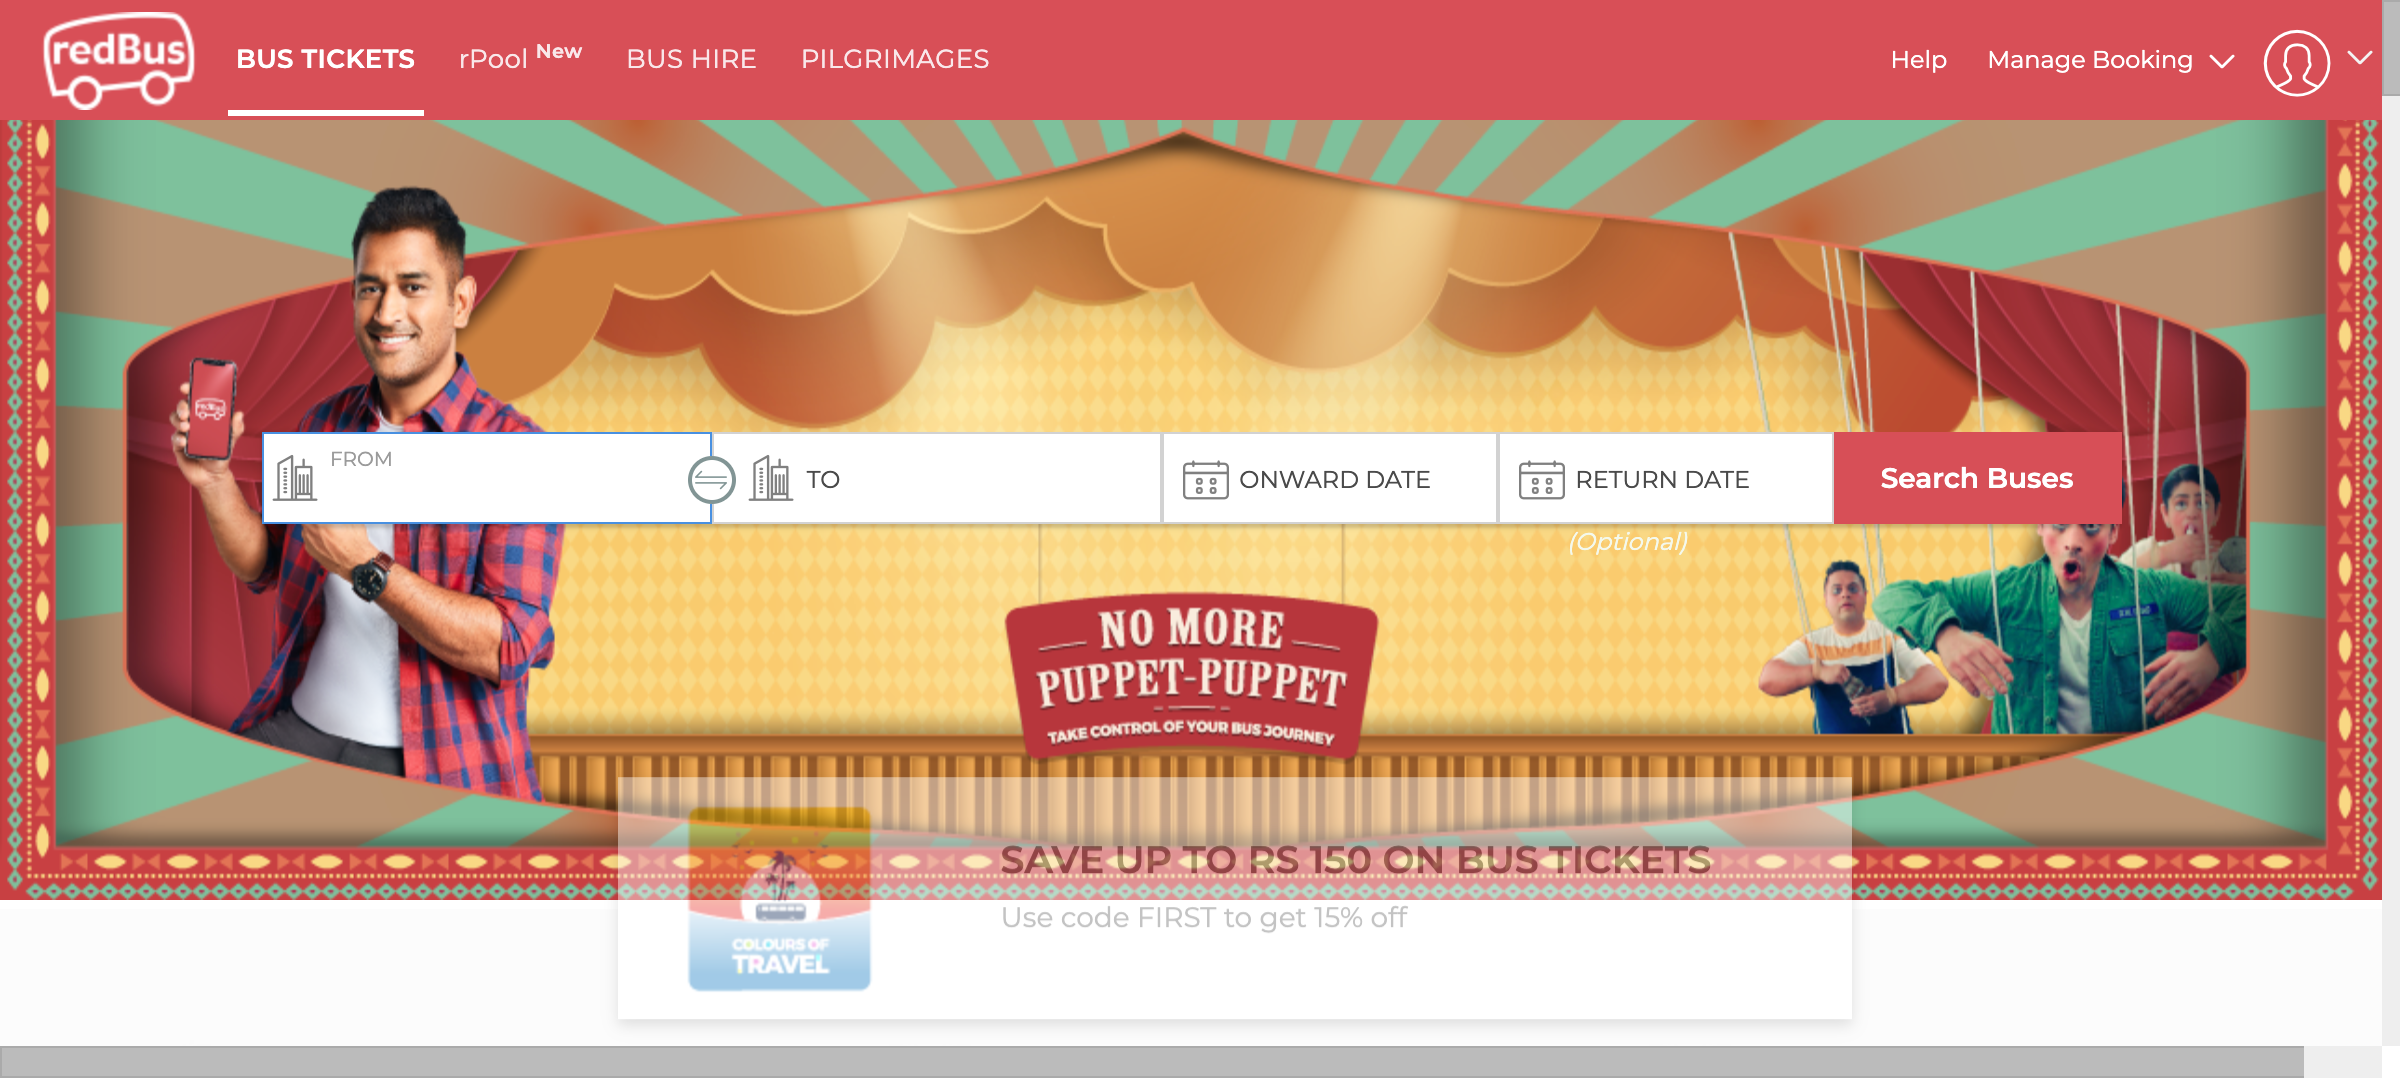 redBus
BUS TICKETS
rPool New
BUS HIRE
PILGRIMAGES
Help
Manage Booking
redBus
FROM
TO
ONWARD DATE
RETURN DATE
Search Buses
(Optional)
NO MORE
PUPPET-PUPPET
TAKE CONTROL OF YOUR BUS JOURNEY
SAVE UP TO RS 150 ON BUS TICKETS
Use code FIRST to get 15% off
COLOURS OF
TRAVEL